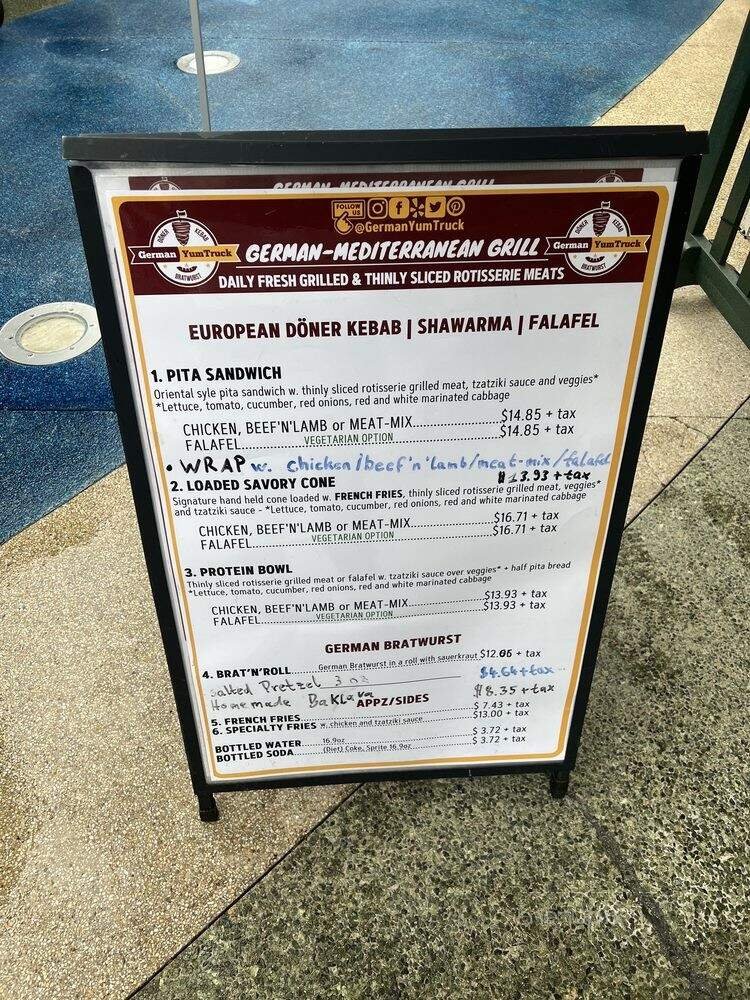 GERMAN-MEDITERRANEAN GRILL
FOLLOW US
@GermanYumTruck
DÖNER KEBAB
German YumTruck
BRATWURST
GERMAN-MEDITERRANEAN GRILL
DÖNER KEBAB
German YumTruck
BRATWURST
DAILY FRESH GRILLED & THINLY SLICED ROTISSERIE MEATS
EUROPEAN DÖNER KEBAB | SHAWARMA | FALAFEL
1. PITA SANDWICH
Oriental syle pita sandwich w. thinly sliced rotisserie grilled meat, tzatziki sauce and veggies*
*Lettuce, tomato, cucumber, red onions, red and white marinated cabbage
CHICKEN, BEEF'N'LAMB or MEAT-MIX...................$14.85 + tax
FALAFEL..............VEGETARIAN OPTION......................$14.85 + tax
• WRAP w. chicken/beef'n'lamb/meat-mix/falafel
$13.93 + tax
2. LOADED SAVORY CONE
Signature hand held cone loaded w. FRENCH FRIES, thinly sliced rotisserie grilled meat, veggies*
and tzatziki sauce - *Lettuce, tomato, cucumber, red onions, red and white marinated cabbage
CHICKEN, BEEF'N'LAMB or MEAT-MIX...................$16.71 + tax
FALAFEL..............VEGETARIAN OPTION......................$16.71 + tax
3. PROTEIN BOWL
Thinly sliced rotisserie grilled meat or falafel w. tzatziki sauce over veggies* + half pita bread
*Lettuce, tomato, cucumber, red onions, red and white marinated cabbage
CHICKEN, BEEF'N'LAMB or MEAT-MIX...................$13.93 + tax
FALAFEL..............VEGETARIAN OPTION......................$13.93 + tax
GERMAN BRATWURST
4. BRAT'N'ROLL........German Bratwurst in a roll with sauerkraut $12.06 + tax
Salted Pretzel 3 oz $4.64+tax
Homemade Baklava $8.35 + tax
APPZ/SIDES
5. FRENCH FRIES..................................................$ 7.43 + tax
6. SPECIALTY FRIES w. chicken and tzatziki sauce..............$13.00 + tax
BOTTLED WATER......16.9oz....................................$ 3.72 + tax
BOTTLED SODA.......(Diet) Coke, Sprite 16.9oz.................$ 3.72 + tax